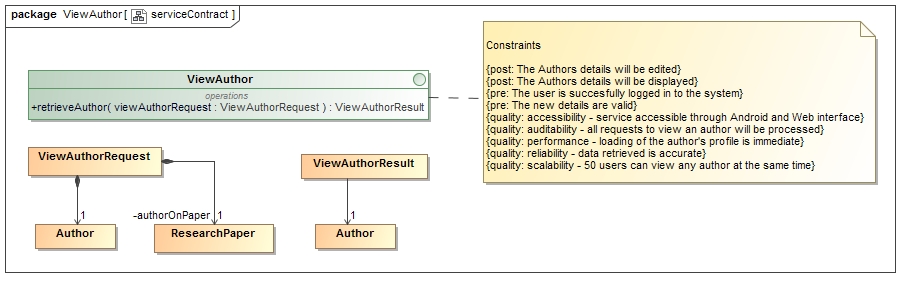 package ViewAuthor [ serviceContract ]
ViewAuthor
operations
+retrieveAuthor( viewAuthorRequest : ViewAuthorRequest ) : ViewAuthorResult
Constraints
{post: The Authors details will be edited}
{post: The Authors details will be displayed}
{pre: The user is succesfully logged in to the system}
{pre: The new details are valid}
{quality: accessibility - service accessible through Android and Web interface}
{quality: auditability - all requests to view an author will be processed}
{quality: performance - loading of the author's profile is immediate}
{quality: reliability - data retrieved is accurate}
{quality: scalability - 50 users can view any author at the same time}
ViewAuthorRequest
ViewAuthorResult
1
-authorOnPaper
1
1
Author
ResearchPaper
Author